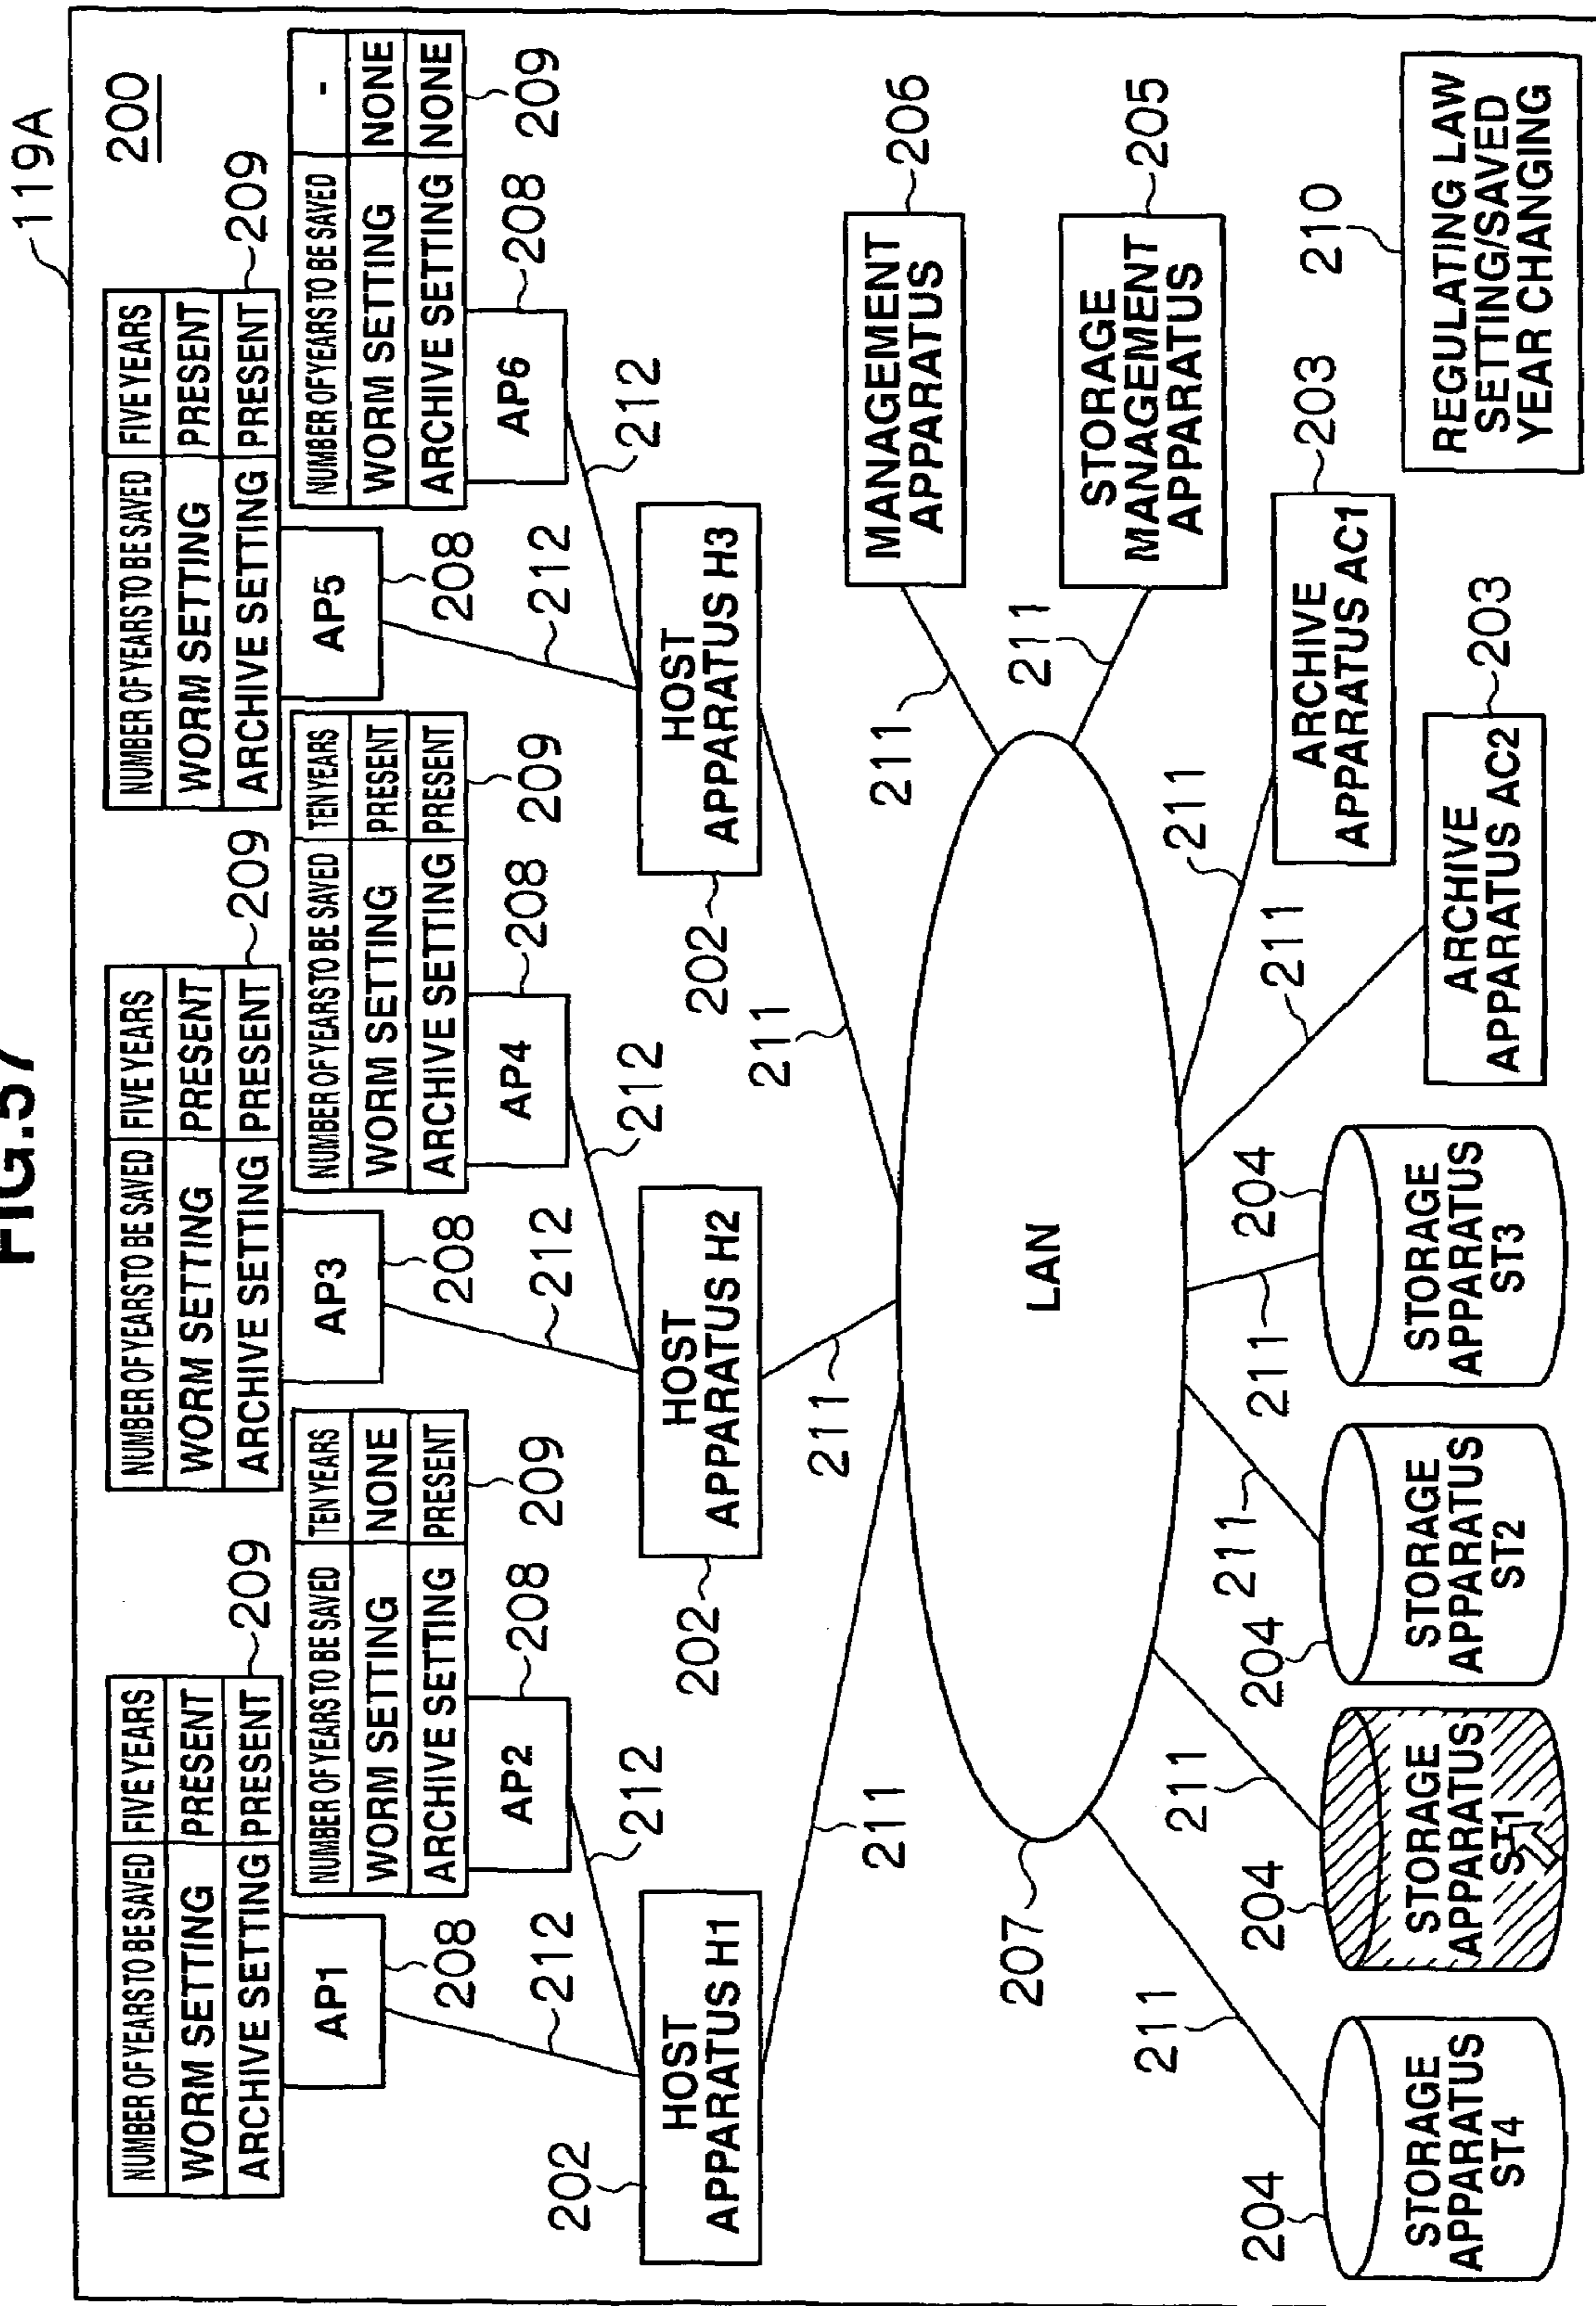 119A
200
NUMBER OF YEARS TO BE SAVED FIVE YEARS
WORM SETTING PRESENT
ARCHIVE SETTING PRESENT
209
AP1
208
212
NUMBER OF YEARS TO BE SAVED TEN YEARS
WORM SETTING NONE
ARCHIVE SETTING PRESENT
209
AP2
208
212
NUMBER OF YEARS TO BE SAVED FIVE YEARS
WORM SETTING PRESENT
ARCHIVE SETTING PRESENT
209
AP3
208
212
NUMBER OF YEARS TO BE SAVED TEN YEARS
WORM SETTING PRESENT
ARCHIVE SETTING PRESENT
209
AP4
208
212
NUMBER OF YEARS TO BE SAVED FIVE YEARS
WORM SETTING PRESENT
ARCHIVE SETTING PRESENT
209
AP5
208
212
NUMBER OF YEARS TO BE SAVED -
WORM SETTING NONE
ARCHIVE SETTING NONE
209
AP6
208
212
202
HOST
APPARATUS H1
211
202
HOST
APPARATUS H2
211
202
HOST
APPARATUS H3
211
MANAGEMENT
APPARATUS
206
211
STORAGE
MANAGEMENT
APPARATUS
205
211
207
LAN
204
STORAGE
APPARATUS
ST4
211
204
STORAGE
APPARATUS
ST1
211
204
STORAGE
APPARATUS
ST2
211
204
STORAGE
APPARATUS
ST3
211
ARCHIVE
APPARATUS AC2
203
211
ARCHIVE
APPARATUS AC1
203
211
210
REGULATING LAW
SETTING/SAVED
YEAR CHANGING